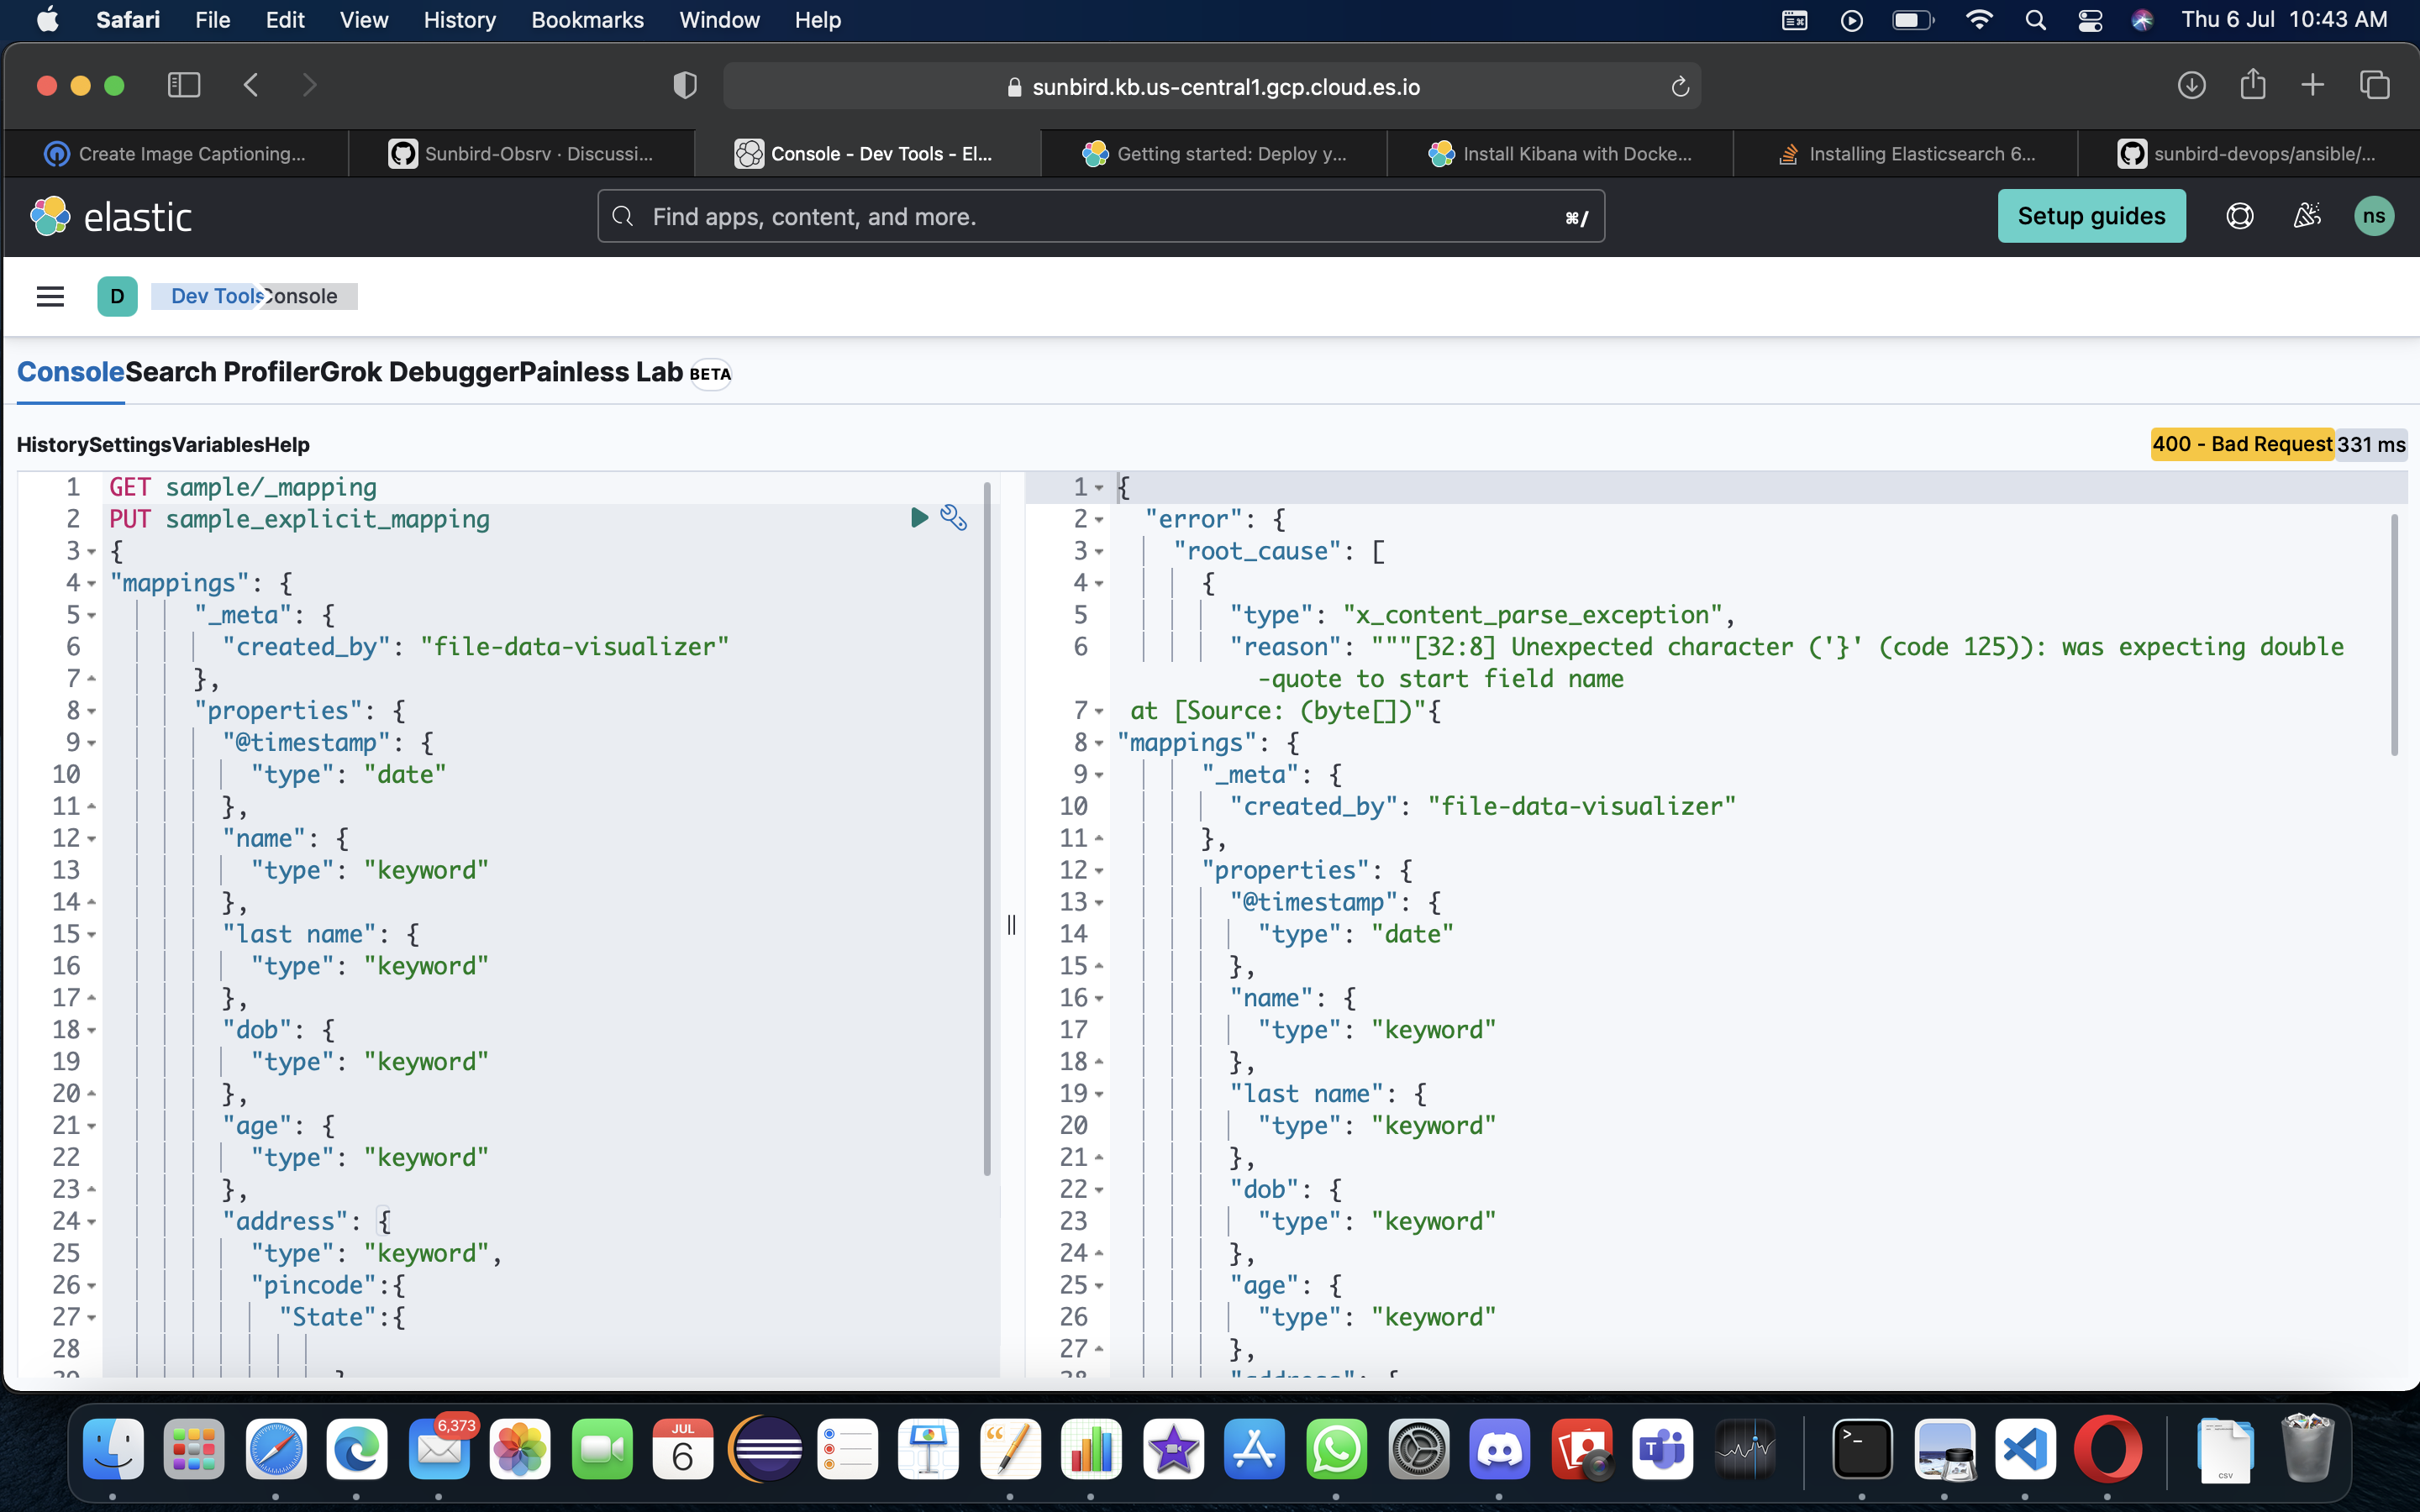 Safari File Edit View History Bookmarks Window Help Thu 6 Jul 10:43 AM
sunbird.kb.us-central1.gcp.cloud.es.io
Create Image Captioning... Sunbird-Obsrv · Discussi... Console - Dev Tools - El... Getting started: Deploy y... Install Kibana with Docke... Installing Elasticsearch 6... sunbird-devops/ansible/...
elastic Find apps, content, and more. ⌘/ Setup guides ns
D Dev Tools Console
Console Search Profiler Grok Debugger Painless Lab BETA
History Settings Variables Help 400 - Bad Request 331 ms
1 GET sample/_mapping
2 PUT sample_explicit_mapping
3 {
4 "mappings": {
5 "_meta": {
6 "created_by": "file-data-visualizer"
7 },
8 "properties": {
9 "@timestamp": {
10 "type": "date"
11 },
12 "name": {
13 "type": "keyword"
14 },
15 "last name": {
16 "type": "keyword"
17 },
18 "dob": {
19 "type": "keyword"
20 },
21 "age": {
22 "type": "keyword"
23 },
24 "address": {
25 "type": "keyword",
26 "pincode":{
27 "State":{
28
1 {
2 "error": {
3 "root_cause": [
4 {
5 "type": "x_content_parse_exception",
6 "reason": """[32:8] Unexpected character ('}' (code 125)): was expecting double
-quote to start field name
7 at [Source: (byte[])"{
8 "mappings": {
9 "_meta": {
10 "created_by": "file-data-visualizer"
11 },
12 "properties": {
13 "@timestamp": {
14 "type": "date"
15 },
16 "name": {
17 "type": "keyword"
18 },
19 "last name": {
20 "type": "keyword"
21 },
22 "dob": {
23 "type": "keyword"
24 },
25 "age": {
26 "type": "keyword"
27 },
6,373
JUL
6
T
>_
CSV